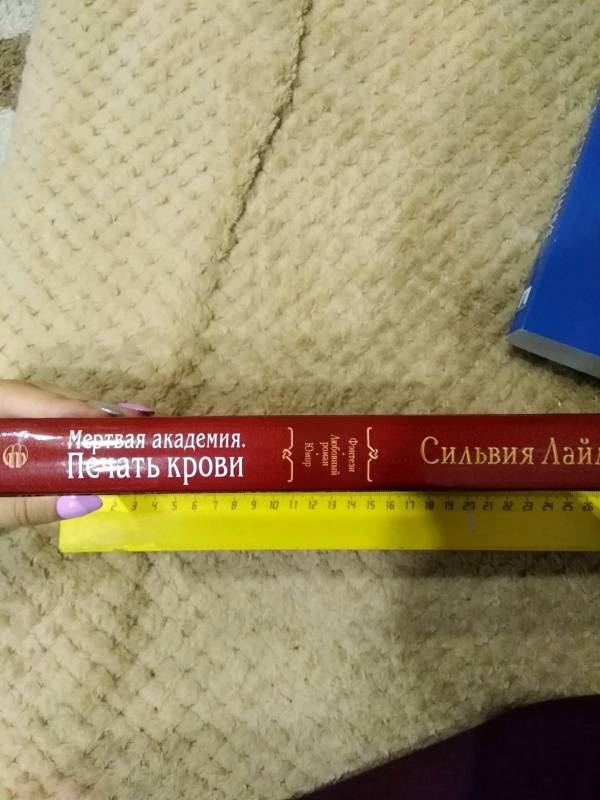 Мертвая академия.
Печать крови
Фэнтези
Любовный
роман
Юмор
Сильвия Лайм
2 3 4 5 6 7 8 9 10 11 12 13 14 15 16 17 18 19 20 21 22 23 24 25 26